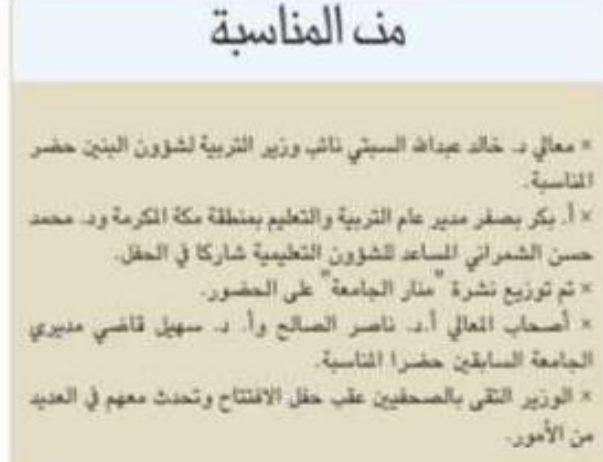 من المناسبة
× معالي د. خالد عبدالله السبتي نائب وزير التربية لشؤون البنين حضر
المناسبة.
× أ. بكر بصفر مدير عام التربية والتعليم بمنطقة مكة المكرمة ود. محمد
حسن الشمراني المساعد للشؤون التعليمية شاركا في الحفل.
× تم توزيع نشرة "منار الجامعة" على الحضور.
× أصحاب المعالي أ.د. ناصر الصالح وأ. د. سهيل قاضي مديري
الجامعة السابقين حضرا المناسبة.
× الوزير التقى بالصحفيين عقب حفل الافتتاح وتحدث معهم في العديد
من الأمور.